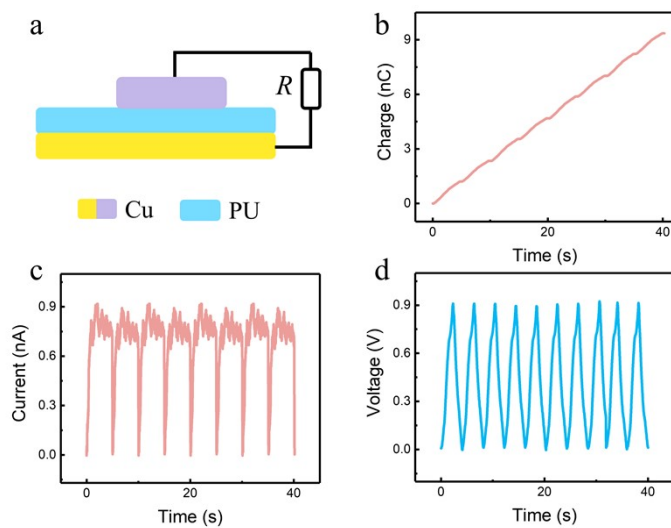 a
R
Cu
PU
b
Charge (nC)
9
6
3
0
0
20
40
Time (s)
c
Current (nA)
0.9
0.6
0.3
0.0
0
20
40
Time (s)
d
Voltage (V)
0.9
0.6
0.3
0.0
0
20
40
Time (s)